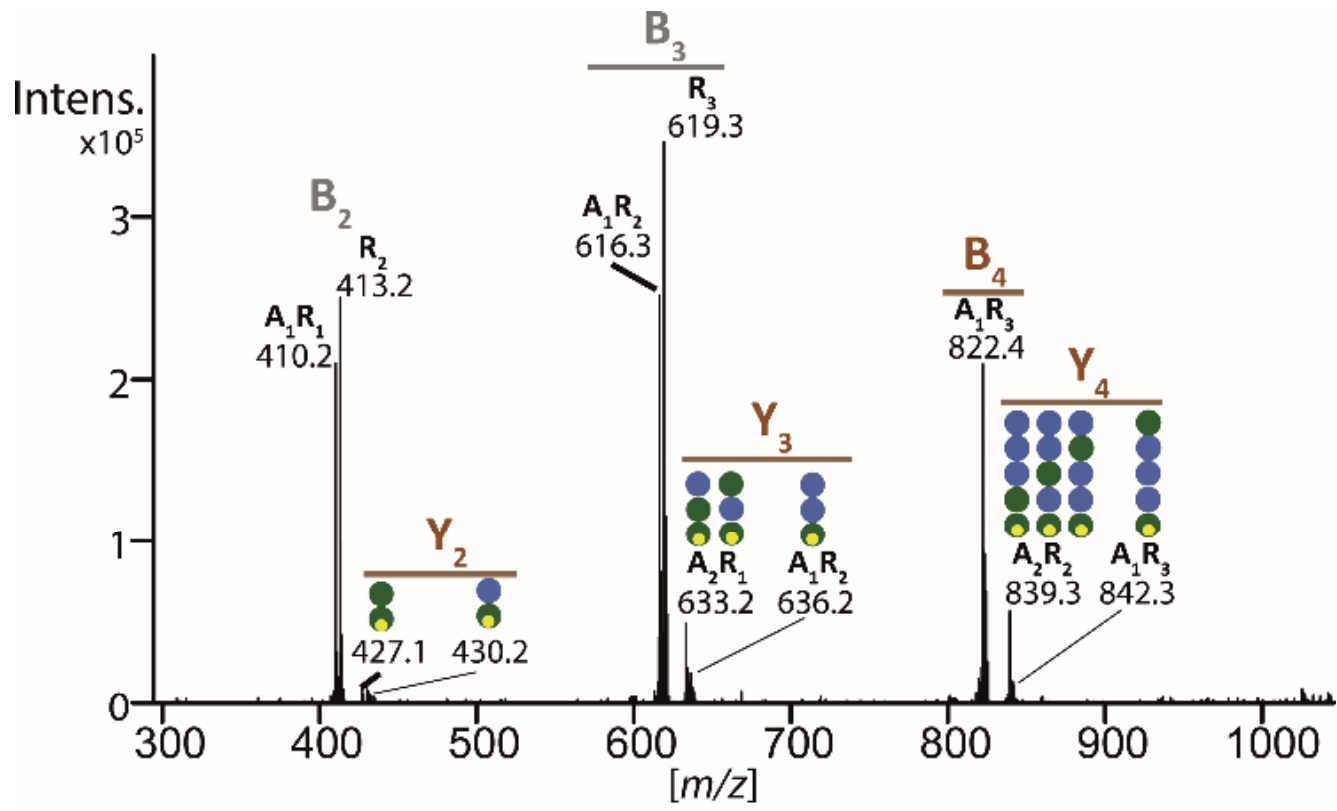 Intens.
x10⁵
3
2
1
0
B₂
R₂
413.2
A₁R₁
410.2
B₃
R₃
619.3
A₁R₂
616.3
B₄
A₁R₃
822.4
Y₂
427.1 430.2
Y₃
A₂R₁ A₁R₂
633.2 636.2
Y₄
A₂R₂ A₁R₃
839.3 842.3
300 400 500 600 700 800 900 1000
[m/z]